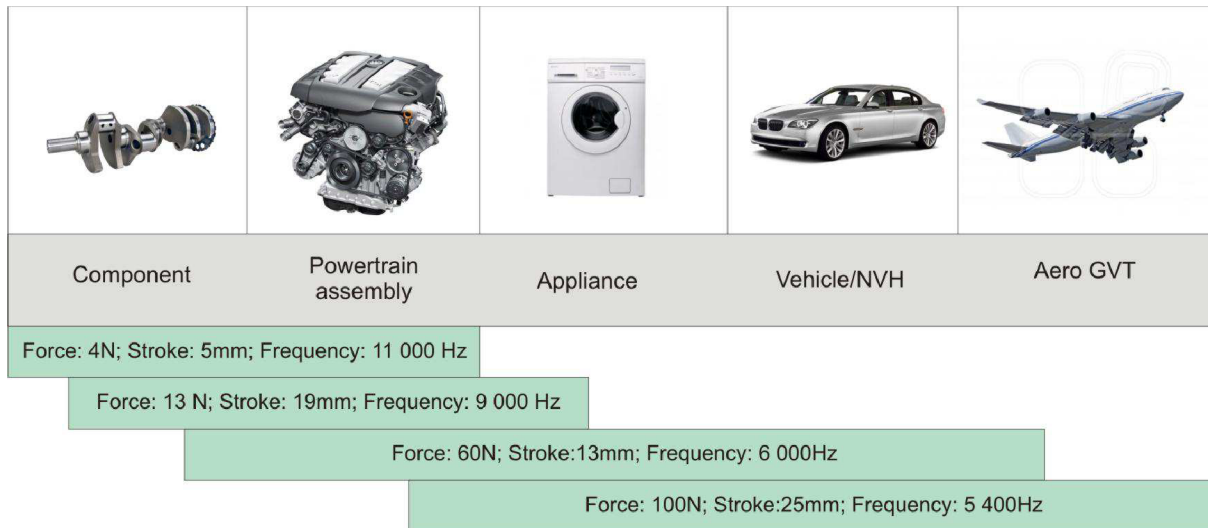 Component
Powertrain
assembly
Appliance
Vehicle/NVH
Aero GVT
Force: 4N; Stroke: 5mm; Frequency: 11 000 Hz
Force: 13 N; Stroke: 19mm; Frequency: 9 000 Hz
Force: 60N; Stroke:13mm; Frequency: 6 000Hz
Force: 100N; Stroke:25mm; Frequency: 5 400Hz